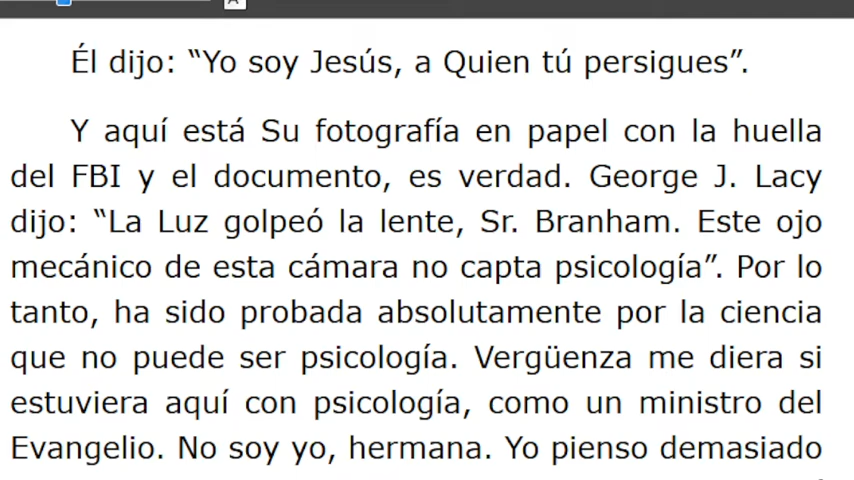 A
Él dijo: “Yo soy Jesús, a Quien tú persigues”.
Y aquí está Su fotografía en papel con la huella
del FBI y el documento, es verdad. George J. Lacy
dijo: “La Luz golpeó la lente, Sr. Branham. Este ojo
mecánico de esta cámara no capta psicología”. Por lo
tanto, ha sido probada absolutamente por la ciencia
que no puede ser psicología. Vergüenza me diera si
estuviera aquí con psicología, como un ministro del
Evangelio. No soy yo, hermana. Yo pienso demasiado